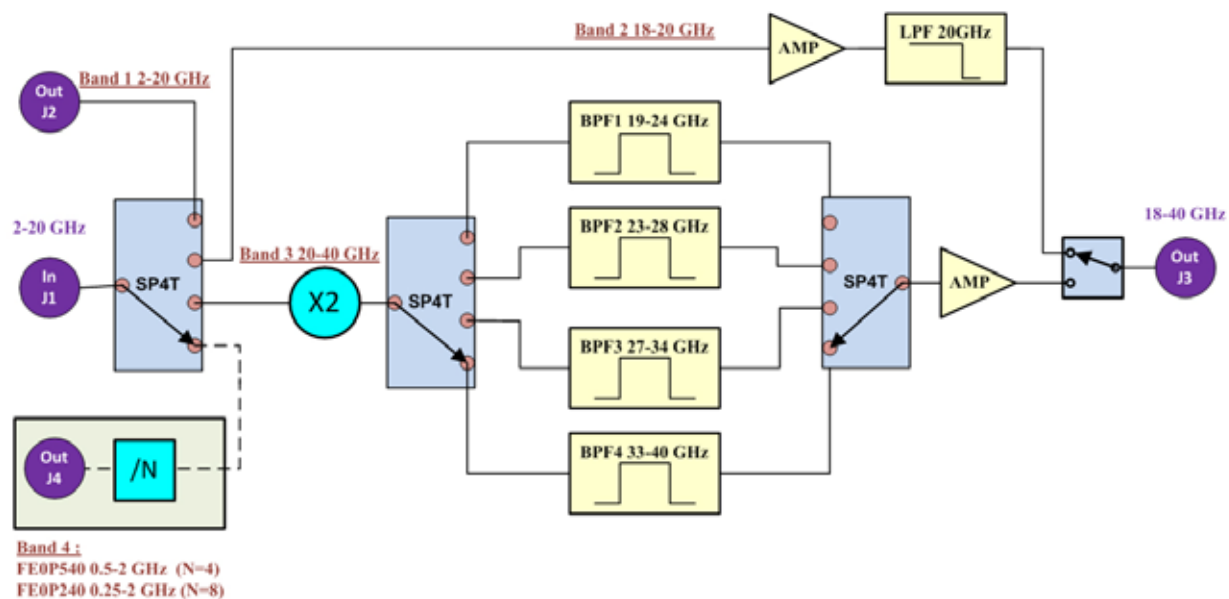 Band 2 18-20 GHz
AMP
LPF 20GHz
Band 1 2-20 GHz
Out
J2
BPF1 19-24 GHz
2-20 GHz
In
J1
SP4T
Band 3 20-40 GHz
X2
SP4T
BPF2 23-28 GHz
BPF3 27-34 GHz
BPF4 33-40 GHz
SP4T
AMP
18-40 GHz
Out
J3
Out
J4
/N
Band 4 :
FE0P540 0.5-2 GHz (N=4)
FE0P240 0.25-2 GHz (N=8)